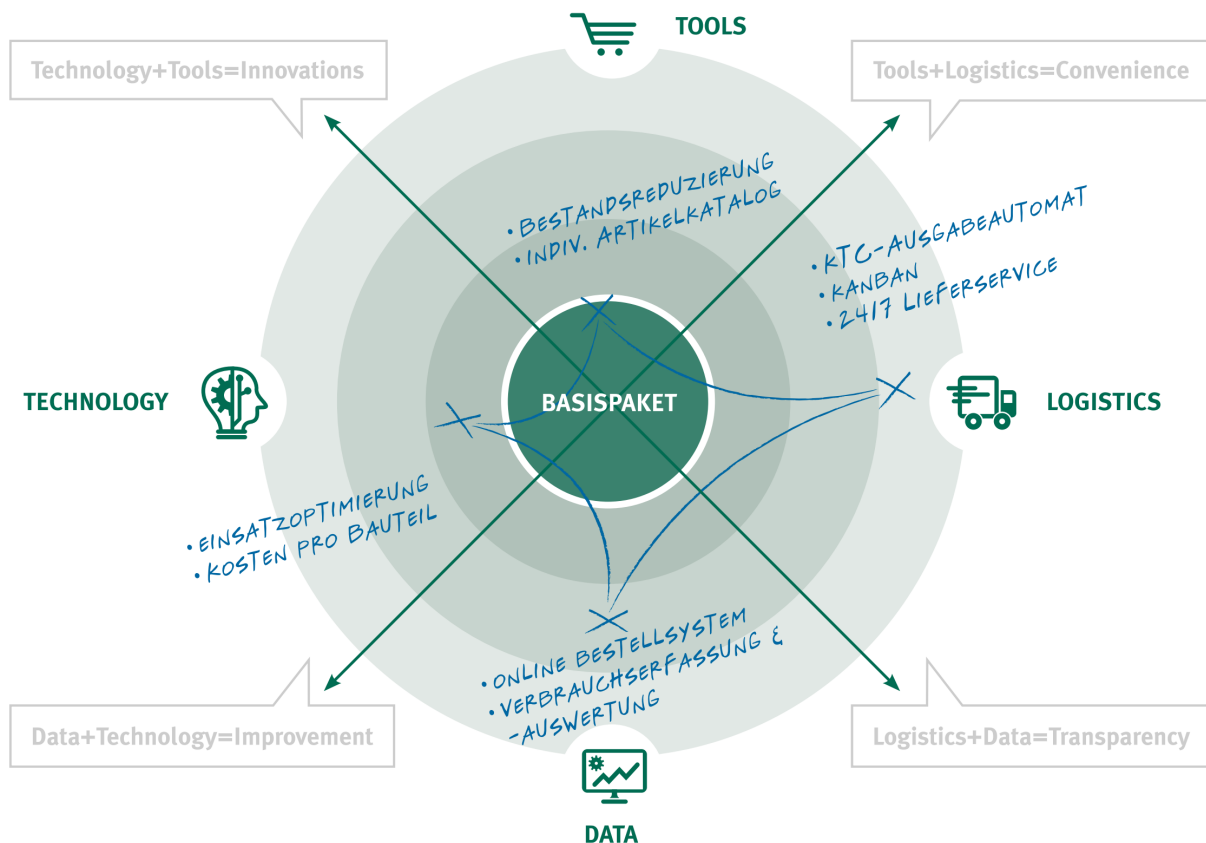 TOOLS
Technology+Tools=Innovations
Tools+Logistics=Convenience
• BESTANDSREDUZIERUNG
• INDIV. ARTIKELKATALOG
• KTC-AUSGABEAUTOMAT
• KANBAN
• 24/7 LIEFERSERVICE
TECHNOLOGY
BASISPAKET
LOGISTICS
• EINSATZOPTIMIERUNG
• KOSTEN PRO BAUTEIL
• ONLINE BESTELLSYSTEM
• VERBRAUCHSERFASSUNG &
-AUSWERTUNG
Data+Technology=Improvement
Logistics+Data=Transparency
DATA